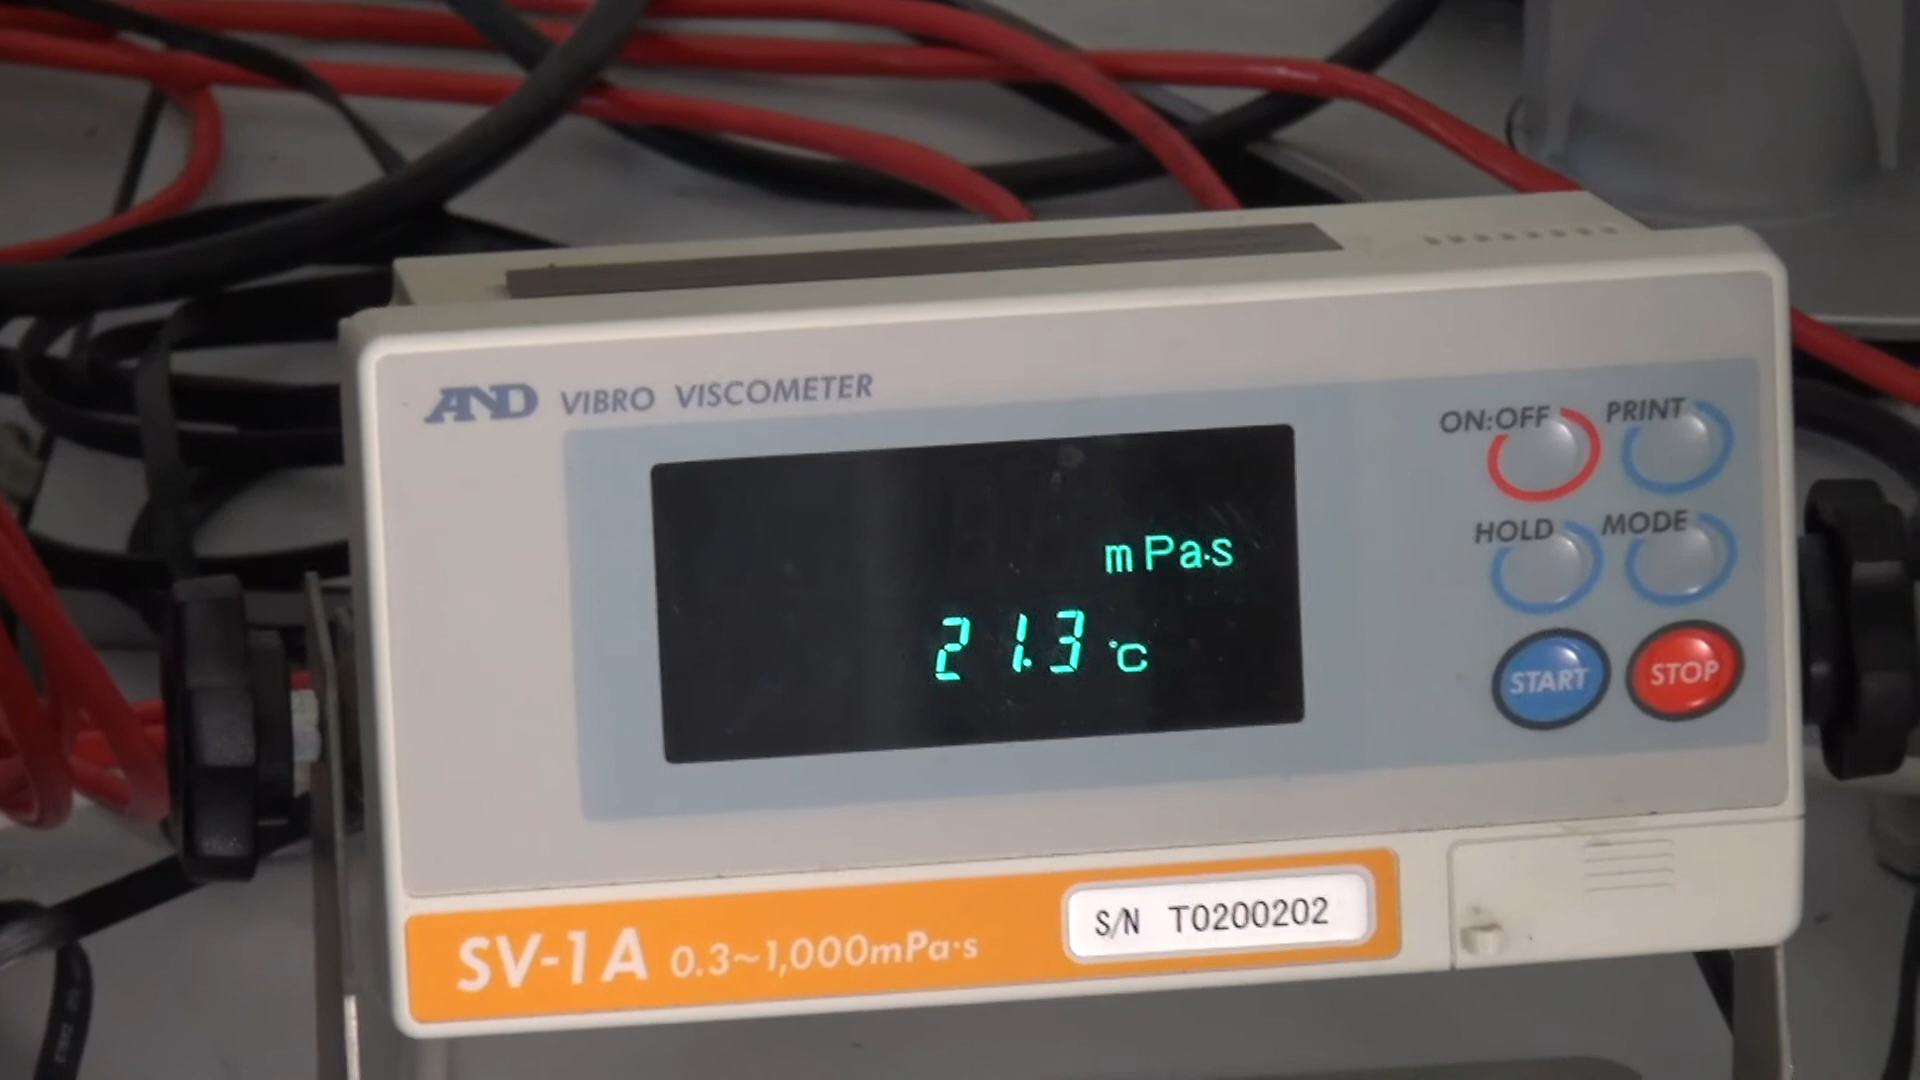 AND VIBRO VISCOMETER
ON:OFF PRINT
mPa·s
HOLD MODE
21.3 °C
START STOP
SV-1A 0.3~1,000mPa·s
S/N T0200202